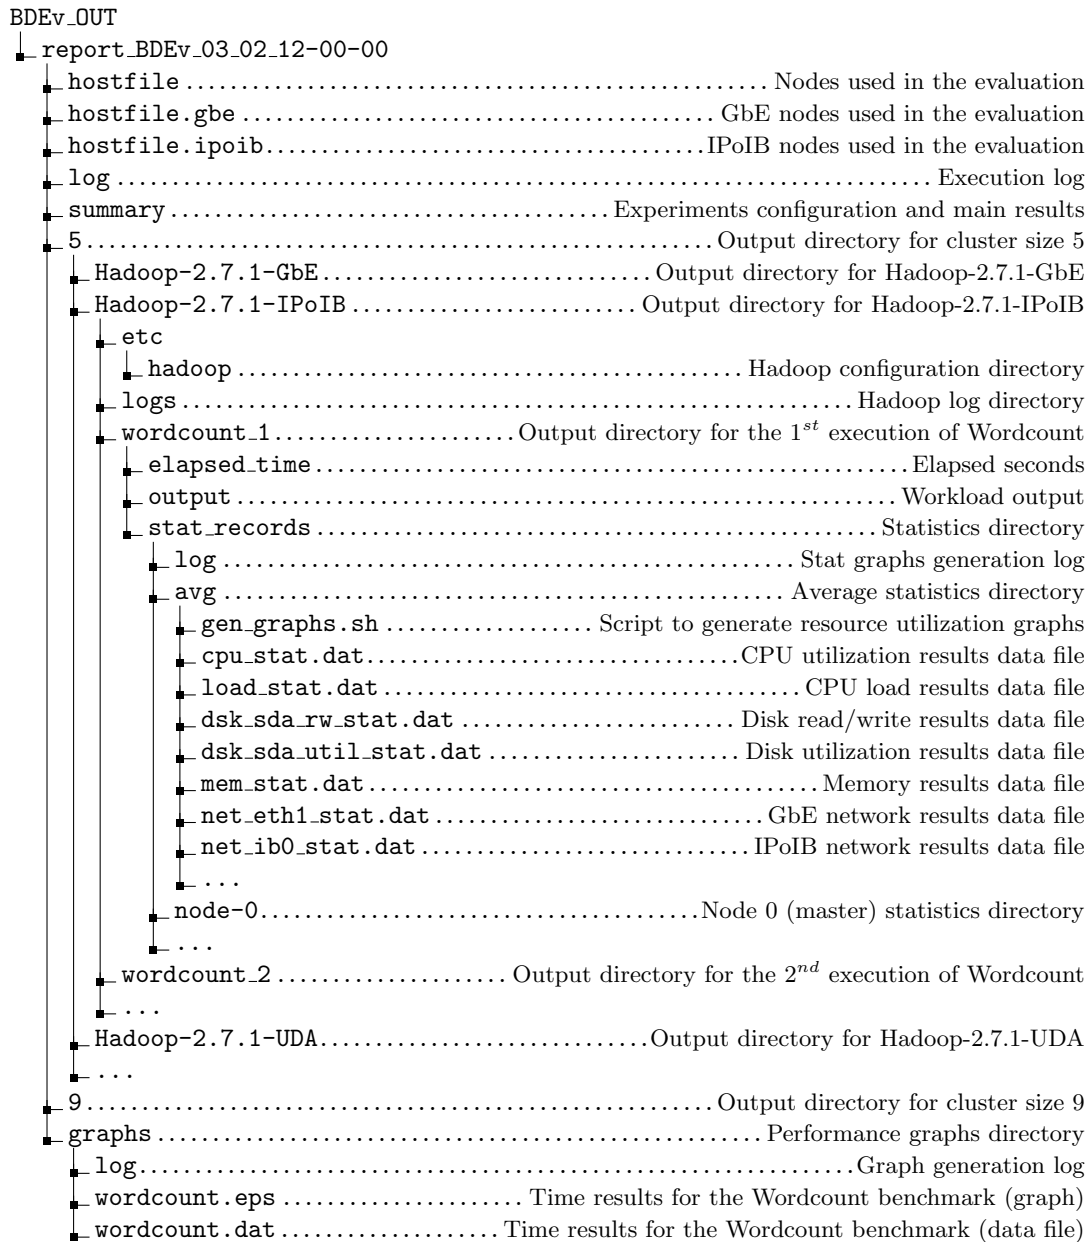 BDEv_OUT
report_BDEv_03_02_12-00-00
hostfile ........ Nodes used in the evaluation
hostfile.gbe ........ GbE nodes used in the evaluation
hostfile.ipoib ........ IPoIB nodes used in the evaluation
log ........ Execution log
summary ........ Experiments configuration and main results
5 ........ Output directory for cluster size 5
Hadoop-2.7.1-GbE ........ Output directory for Hadoop-2.7.1-GbE
Hadoop-2.7.1-IPoIB ........ Output directory for Hadoop-2.7.1-IPoIB
etc
hadoop ........ Hadoop configuration directory
logs ........ Hadoop log directory
wordcount_1 ........ Output directory for the 1st execution of Wordcount
elapsed_time ........ Elapsed seconds
output ........ Workload output
stat_records ........ Statistics directory
log ........ Stat graphs generation log
avg ........ Average statistics directory
gen_graphs.sh ........ Script to generate resource utilization graphs
cpu_stat.dat ........ CPU utilization results data file
load_stat.dat ........ CPU load results data file
dsk_sda_rw_stat.dat ........ Disk read/write results data file
dsk_sda_util_stat.dat ........ Disk utilization results data file
mem_stat.dat ........ Memory results data file
net_eth1_stat.dat ........ GbE network results data file
net_ib0_stat.dat ........ IPoIB network results data file
...
node-0 ........ Node 0 (master) statistics directory
...
wordcount_2 ........ Output directory for the 2nd execution of Wordcount
...
Hadoop-2.7.1-UDA ........ Output directory for Hadoop-2.7.1-UDA
...
9 ........ Output directory for cluster size 9
graphs ........ Performance graphs directory
log ........ Graph generation log
wordcount.eps ........ Time results for the Wordcount benchmark (graph)
wordcount.dat ........ Time results for the Wordcount benchmark (data file)